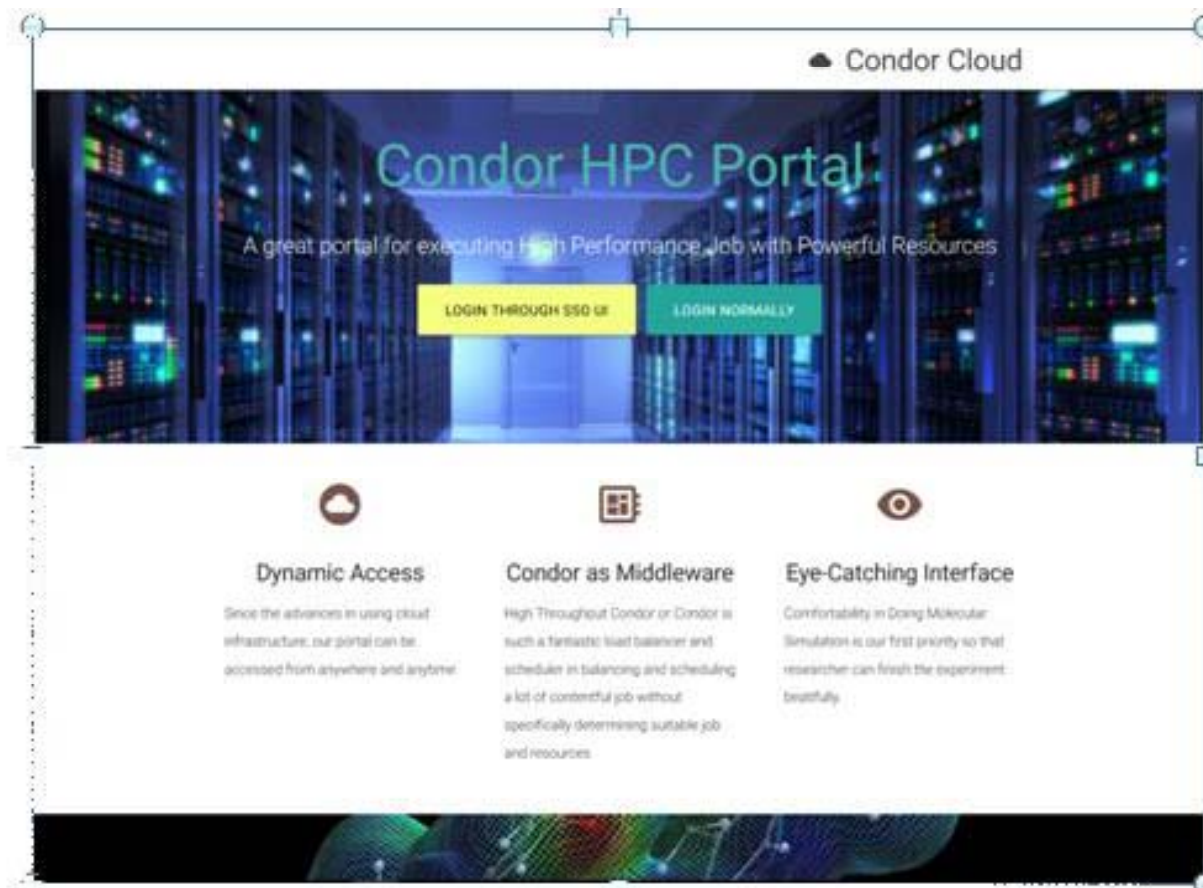 Condor Cloud
Condor HPC Portal
A great portal for executing High Performance Job with Powerful Resources
LOGIN THROUGH SSO UI
LOGIN NORMALLY
Dynamic Access
Since the advances in using cloud
infrastructure, our portal can be
accessed from anywhere and anytime
Condor as Middleware
High Throughput Condor or Condor is
such a fantastic load balancer and
scheduler in balancing and scheduling
a lot of contentful job without
specifically determining suitable job
and resources
Eye-Catching Interface
Comfortability in Doing Molecular
Simulation is our first priority so that
researcher can finish the experiment
beatifully